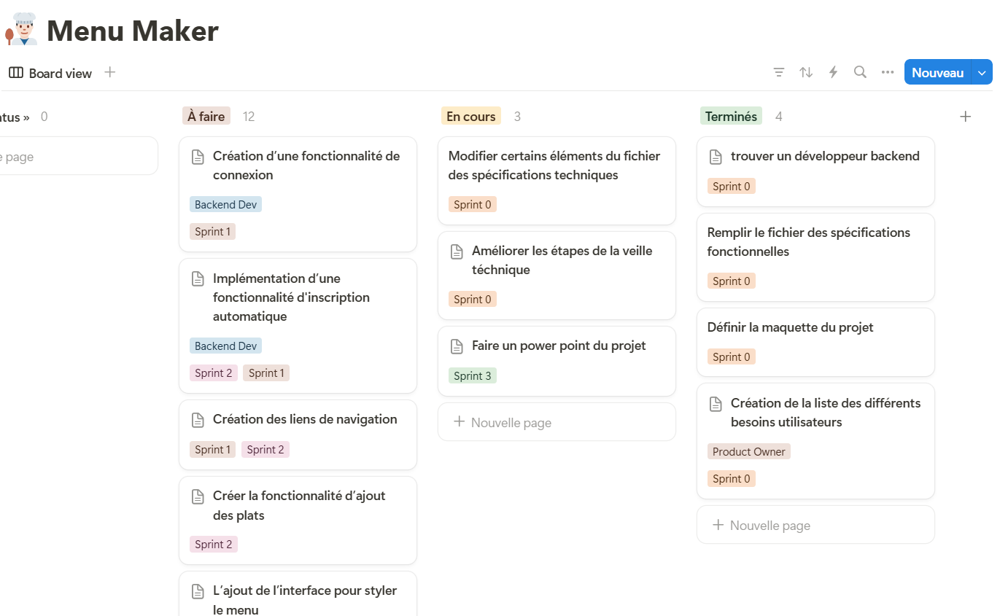 Menu Maker
Board view
Nouveau
tus » 0
page
À faire 12
Création d’une fonctionnalité de
connexion
Backend Dev
Sprint 1
Implémentation d’une
fonctionnalité d'inscription
automatique
Backend Dev
Sprint 2 Sprint 1
Création des liens de navigation
Sprint 1 Sprint 2
Créer la fonctionnalité d’ajout
des plats
Sprint 2
L’ajout de l’interface pour styler
le menu
En cours 3
Modifier certains éléments du fichier
des spécifications techniques
Sprint 0
Améliorer les étapes de la veille
téchnique
Sprint 0
Faire un power point du projet
Sprint 3
Nouvelle page
Terminés 4
trouver un développeur backend
Sprint 0
Remplir le fichier des spécifications
fonctionnelles
Sprint 0
Définir la maquette du projet
Sprint 0
Création de la liste des différents
besoins utilisateurs
Product Owner
Sprint 0
Nouvelle page